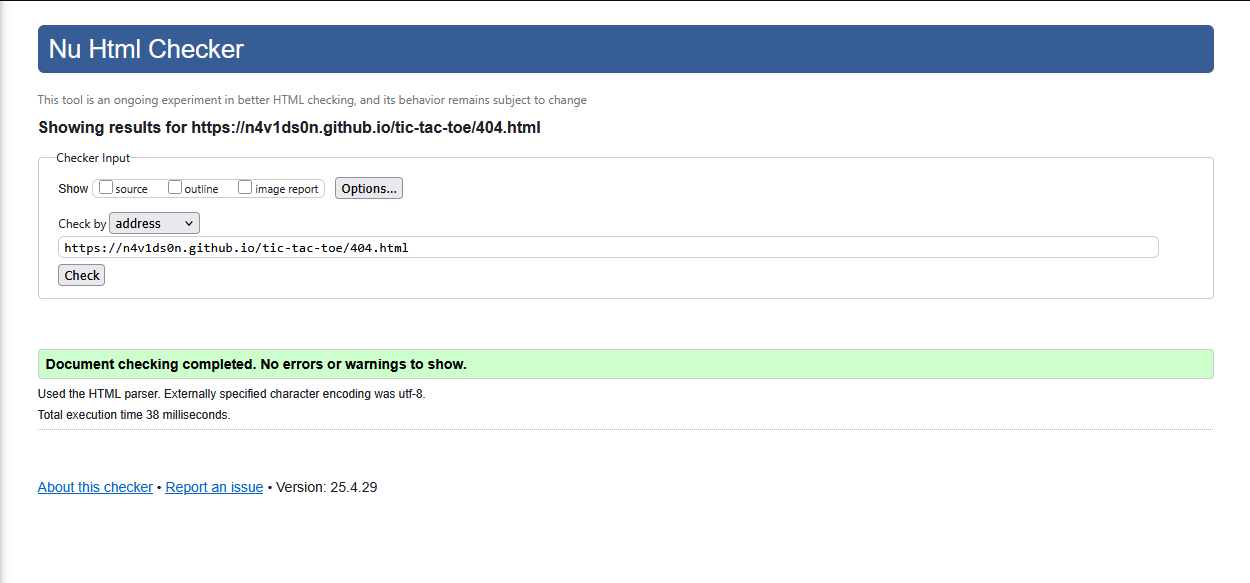 Nu Html Checker
This tool is an ongoing experiment in better HTML checking, and its behavior remains subject to change
Showing results for https://n4v1ds0n.github.io/tic-tac-toe/404.html
Checker Input
Show source outline image report Options...
Check by address
https://n4v1ds0n.github.io/tic-tac-toe/404.html
Check
Document checking completed. No errors or warnings to show.
Used the HTML parser. Externally specified character encoding was utf-8.
Total execution time 38 milliseconds.
About this checker • Report an issue • Version: 25.4.29